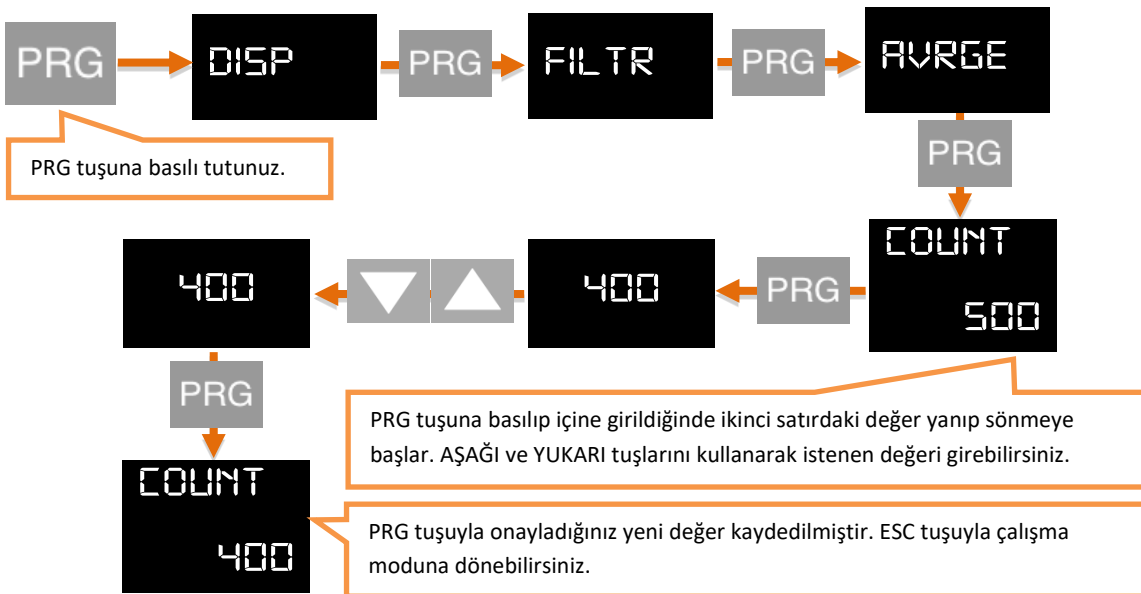 PRG
DISP
PRG
FILTR
PRG
AVRGE
PRG tuşuna basılı tutunuz.
PRG
COUNT
500
PRG
400
400
PRG
PRG tuşuna basılıp içine girildiğinde ikinci satırdaki değer yanıp sönmeye
başlar. AŞAĞI ve YUKARI tuşlarını kullanarak istenen değeri girebilirsiniz.
COUNT
400
PRG tuşuyla onayladığınız yeni değer kaydedilmiştir. ESC tuşuyla çalışma
moduna dönebilirsiniz.